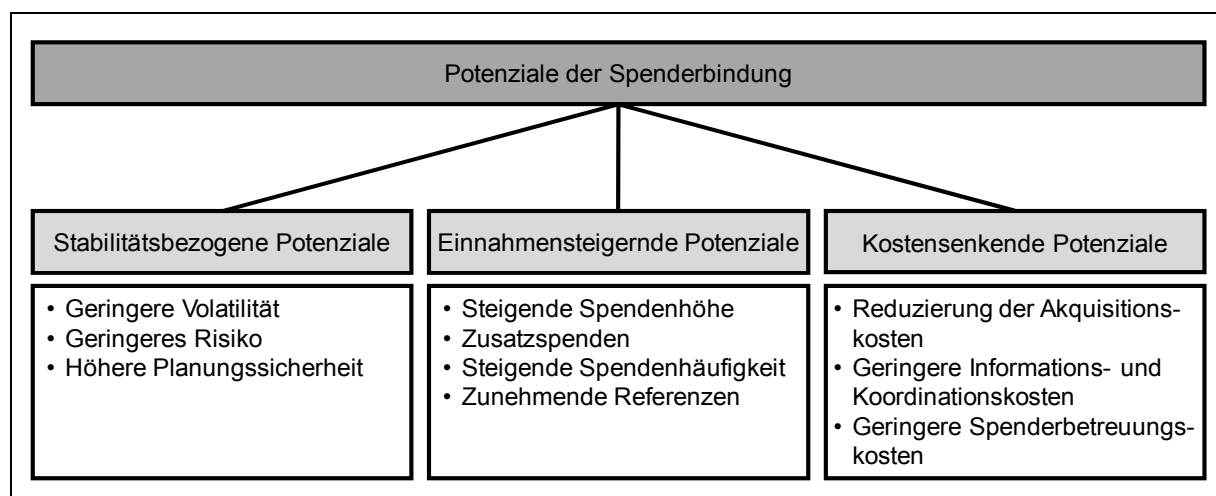 Potenziale der Spenderbindung
Stabilitätsbezogene Potenziale
• Geringere Volatilität
• Geringeres Risiko
• Höhere Planungssicherheit
Einnahmensteigernde Potenziale
• Steigende Spendenhöhe
• Zusatzspenden
• Steigende Spendenhäufigkeit
• Zunehmende Referenzen
Kostensenkende Potenziale
• Reduzierung der Akquisitions-
kosten
• Geringere Informations- und
Koordinationskosten
• Geringere Spenderbetreuungs-
kosten